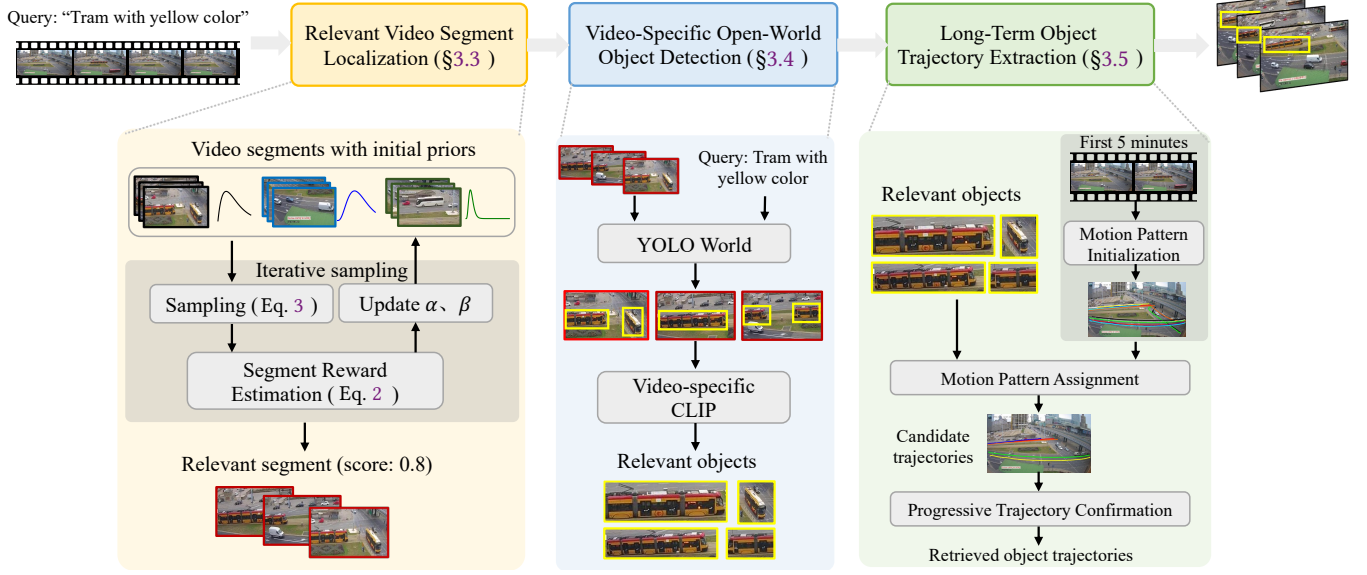 Query: “Tram with yellow color”
Relevant Video Segment
Localization (§3.3 )
Video-Specific Open-World
Object Detection (§3.4 )
Long-Term Object
Trajectory Extraction (§3.5 )
Video segments with initial priors
Iterative sampling
Sampling ( Eq. 3 )
Update α、β
Segment Reward
Estimation ( Eq. 2 )
Relevant segment (score: 0.8)
Query: Tram with
yellow color
YOLO World
Video-specific
CLIP
Relevant objects
First 5 minutes
Relevant objects
Motion Pattern
Initialization
Motion Pattern Assignment
Candidate
trajectories
Progressive Trajectory Confirmation
Retrieved object trajectories